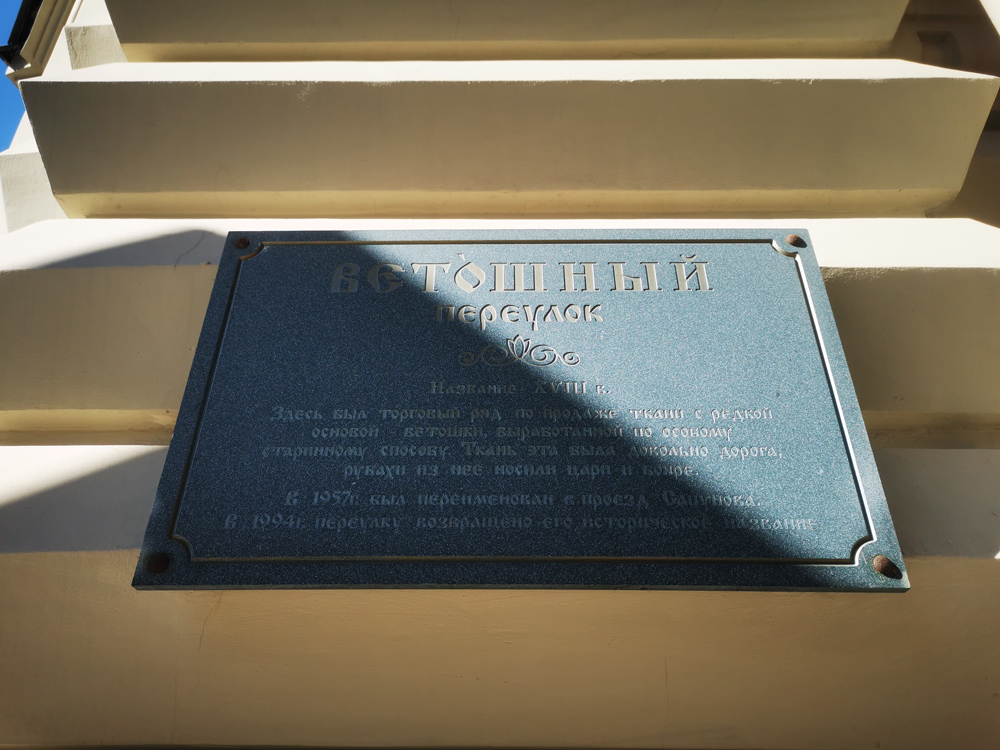 ВЕТОШНЫЙ
переулок
Название - XVIII в.
Здесь был торговый ряд по продаже ткани с редкой
основой - ветошки, выработанной по особому
старинному способу. Ткань эта была довольно дорога,
рубахи из нее носили цари и бояре.
В 1957г. был переименован в проезд Сапунова.
В 1994г. переулку возвращено его историческое название